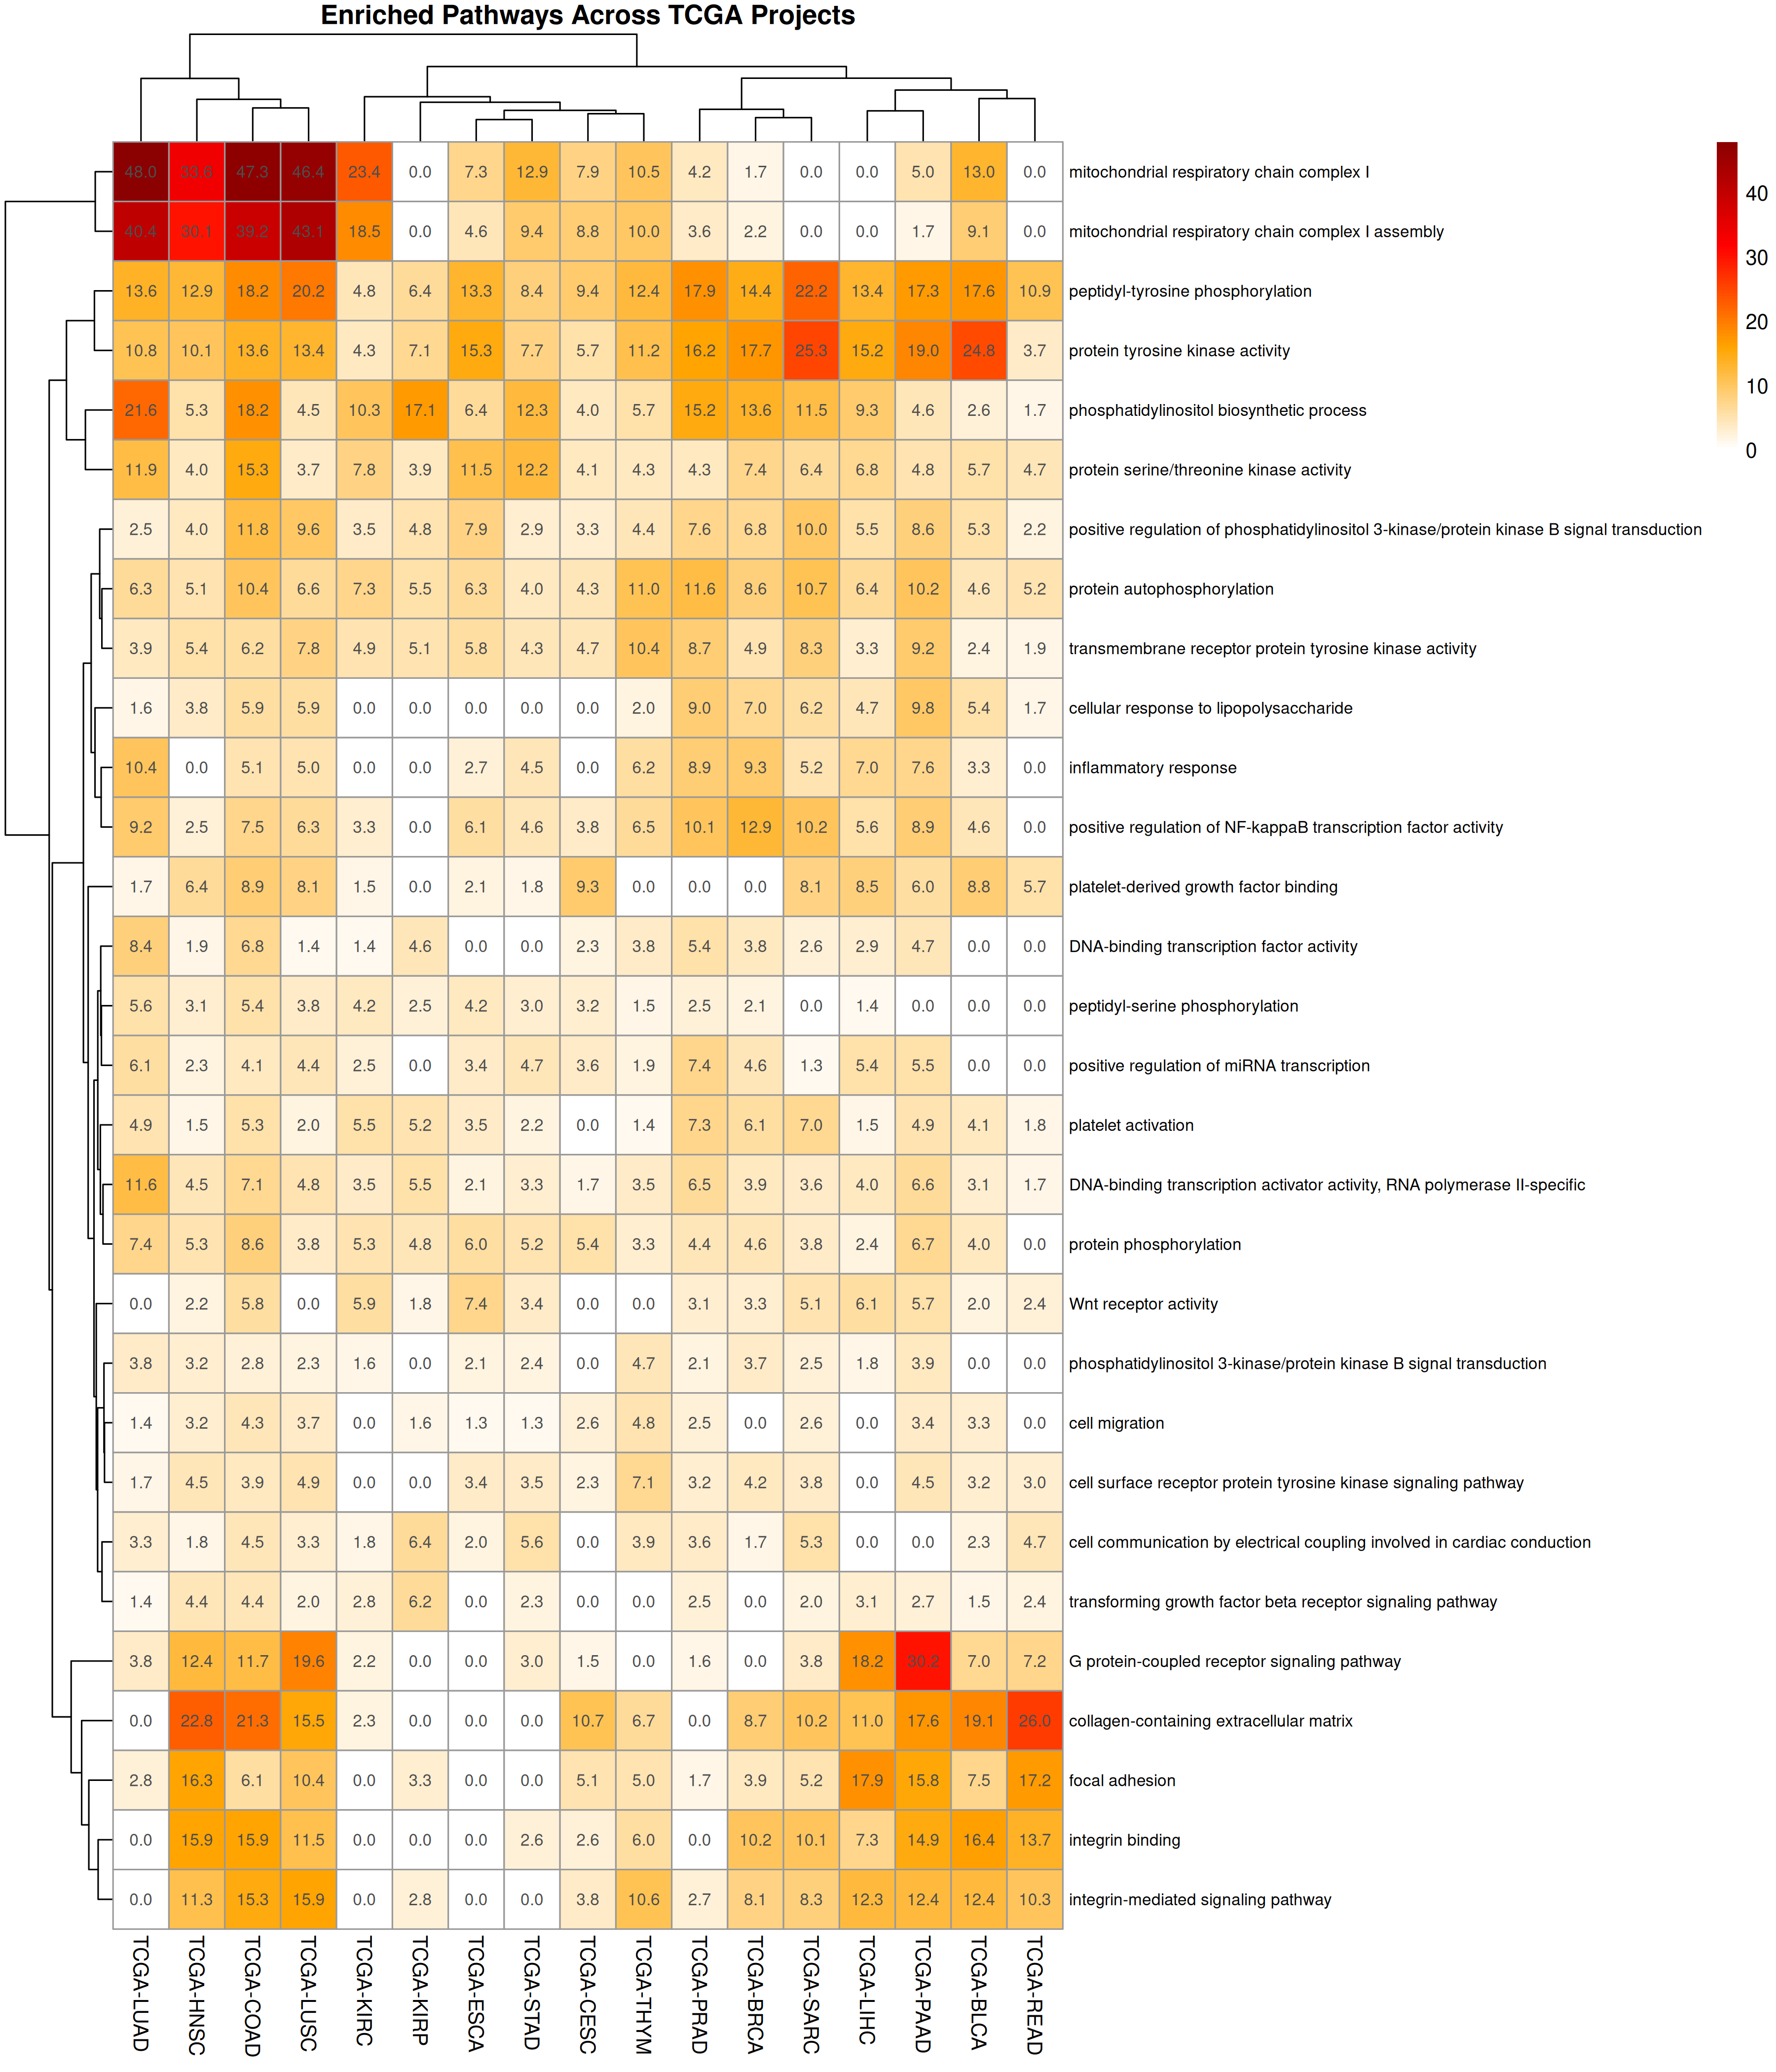 Enriched Pathways Across TCGA Projects
48.0 33.6 47.3 46.4 23.4 0.0 7.3 12.9 7.9 10.5 4.2 1.7 0.0 0.0 5.0 13.0 0.0 mitochondrial respiratory chain complex I
40.4 30.1 39.2 43.1 18.5 0.0 4.6 9.4 8.8 10.0 3.6 2.2 0.0 0.0 1.7 9.1 0.0 mitochondrial respiratory chain complex I assembly
13.6 12.9 18.2 20.2 4.8 6.4 13.3 8.4 9.4 12.4 17.9 14.4 22.2 13.4 17.3 17.6 10.9 peptidyl-tyrosine phosphorylation
10.8 10.1 13.6 13.4 4.3 7.1 15.3 7.7 5.7 11.2 16.2 17.7 25.3 15.2 19.0 24.8 3.7 protein tyrosine kinase activity
21.6 5.3 18.2 4.5 10.3 17.1 6.4 12.3 4.0 5.7 15.2 13.6 11.5 9.3 4.6 2.6 1.7 phosphatidylinositol biosynthetic process
11.9 4.0 15.3 3.7 7.8 3.9 11.5 12.2 4.1 4.3 4.3 7.4 6.4 6.8 4.8 5.7 4.7 protein serine/threonine kinase activity
2.5 4.0 11.8 9.6 3.5 4.8 7.9 2.9 3.3 4.4 7.6 6.8 10.0 5.5 8.6 5.3 2.2 positive regulation of phosphatidylinositol 3-kinase/protein kinase B signal transduction
6.3 5.1 10.4 6.6 7.3 5.5 6.3 4.0 4.3 11.0 11.6 8.6 10.7 6.4 10.2 4.6 5.2 protein autophosphorylation
3.9 5.4 6.2 7.8 4.9 5.1 5.8 4.3 4.7 10.4 8.7 4.9 8.3 3.3 9.2 2.4 1.9 transmembrane receptor protein tyrosine kinase activity
1.6 3.8 5.9 5.9 0.0 0.0 0.0 0.0 0.0 2.0 9.0 7.0 6.2 4.7 9.8 5.4 1.7 cellular response to lipopolysaccharide
10.4 0.0 5.1 5.0 0.0 0.0 2.7 4.5 0.0 6.2 8.9 9.3 5.2 7.0 7.6 3.3 0.0 inflammatory response
9.2 2.5 7.5 6.3 3.3 0.0 6.1 4.6 3.8 6.5 10.1 12.9 10.2 5.6 8.9 4.6 0.0 positive regulation of NF-kappaB transcription factor activity
1.7 6.4 8.9 8.1 1.5 0.0 2.1 1.8 9.3 0.0 0.0 0.0 8.1 8.5 6.0 8.8 5.7 platelet-derived growth factor binding
8.4 1.9 6.8 1.4 1.4 4.6 0.0 0.0 2.3 3.8 5.4 3.8 2.6 2.9 4.7 0.0 0.0 DNA-binding transcription factor activity
5.6 3.1 5.4 3.8 4.2 2.5 4.2 3.0 3.2 1.5 2.5 2.1 0.0 1.4 0.0 0.0 0.0 peptidyl-serine phosphorylation
6.1 2.3 4.1 4.4 2.5 0.0 3.4 4.7 3.6 1.9 7.4 4.6 1.3 5.4 5.5 0.0 0.0 positive regulation of miRNA transcription
4.9 1.5 5.3 2.0 5.5 5.2 3.5 2.2 0.0 1.4 7.3 6.1 7.0 1.5 4.9 4.1 1.8 platelet activation
11.6 4.5 7.1 4.8 3.5 5.5 2.1 3.3 1.7 3.5 6.5 3.9 3.6 4.0 6.6 3.1 1.7 DNA-binding transcription activator activity, RNA polymerase II-specific
7.4 5.3 8.6 3.8 5.3 4.8 6.0 5.2 5.4 3.3 4.4 4.6 3.8 2.4 6.7 4.0 0.0 protein phosphorylation
0.0 2.2 5.8 0.0 5.9 1.8 7.4 3.4 0.0 0.0 3.1 3.3 5.1 6.1 5.7 2.0 2.4 Wnt receptor activity
3.8 3.2 2.8 2.3 1.6 0.0 2.1 2.4 0.0 4.7 2.1 3.7 2.5 1.8 3.9 0.0 0.0 phosphatidylinositol 3-kinase/protein kinase B signal transduction
1.4 3.2 4.3 3.7 0.0 1.6 1.3 1.3 2.6 4.8 2.5 0.0 2.6 0.0 3.4 3.3 0.0 cell migration
1.7 4.5 3.9 4.9 0.0 0.0 3.4 3.5 2.3 7.1 3.2 4.2 3.8 0.0 4.5 3.2 3.0 cell surface receptor protein tyrosine kinase signaling pathway
3.3 1.8 4.5 3.3 1.8 6.4 2.0 5.6 0.0 3.9 3.6 1.7 5.3 0.0 0.0 2.3 4.7 cell communication by electrical coupling involved in cardiac conduction
1.4 4.4 4.4 2.0 2.8 6.2 0.0 2.3 0.0 0.0 2.5 0.0 2.0 3.1 2.7 1.5 2.4 transforming growth factor beta receptor signaling pathway
3.8 12.4 11.7 19.6 2.2 0.0 0.0 3.0 1.5 0.0 1.6 0.0 3.8 18.2 30.2 7.0 7.2 G protein-coupled receptor signaling pathway
0.0 22.8 21.3 15.5 2.3 0.0 0.0 0.0 10.7 6.7 0.0 8.7 10.2 11.0 17.6 19.1 26.0 collagen-containing extracellular matrix
2.8 16.3 6.1 10.4 0.0 3.3 0.0 0.0 5.1 5.0 1.7 3.9 5.2 17.9 15.8 7.5 17.2 focal adhesion
0.0 15.9 15.9 11.5 0.0 0.0 0.0 2.6 2.6 6.0 0.0 10.2 10.1 7.3 14.9 16.4 13.7 integrin binding
0.0 11.3 15.3 15.9 0.0 2.8 0.0 0.0 3.8 10.6 2.7 8.1 8.3 12.3 12.4 12.4 10.3 integrin-mediated signaling pathway
TCGA-LUAD TCGA-HNSC TCGA-COAD TCGA-LUSC TCGA-KIRC TCGA-KIRP TCGA-ESCA TCGA-STAD TCGA-CESC TCGA-THYM TCGA-PRAD TCGA-BRCA TCGA-SARC TCGA-LIHC TCGA-PAAD TCGA-BLCA TCGA-READ
40
30
20
10
0